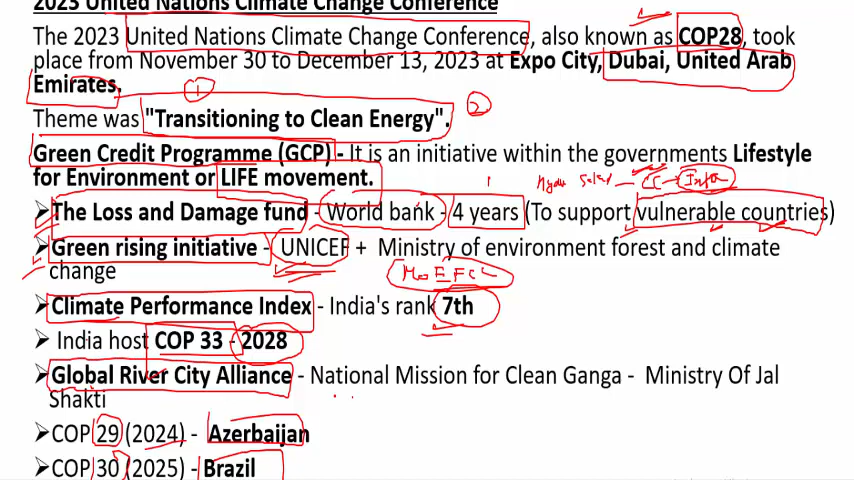 2023 United Nations Climate Change Conference
The 2023 United Nations Climate Change Conference, also known as COP28, took
place from November 30 to December 13, 2023 at Expo City, Dubai, United Arab
Emirates.
1
Theme was "Transitioning to Clean Energy".
2
Green Credit Programme (GCP) - It is an initiative within the governments Lifestyle
for Environment or LIFE movement.
CC → Infra
➤The Loss and Damage fund - World bank - 4 years (To support vulnerable countries)
➤Green rising initiative - UNICEF + Ministry of environment forest and climate
change
MoEFCC
➤Climate Performance Index - India's rank 7th
➤ India host COP 33 - 2028
➤Global River City Alliance - National Mission for Clean Ganga - Ministry Of Jal
Shakti
➤COP 29 (2024) - Azerbaijan
➤COP 30 (2025) - Brazil